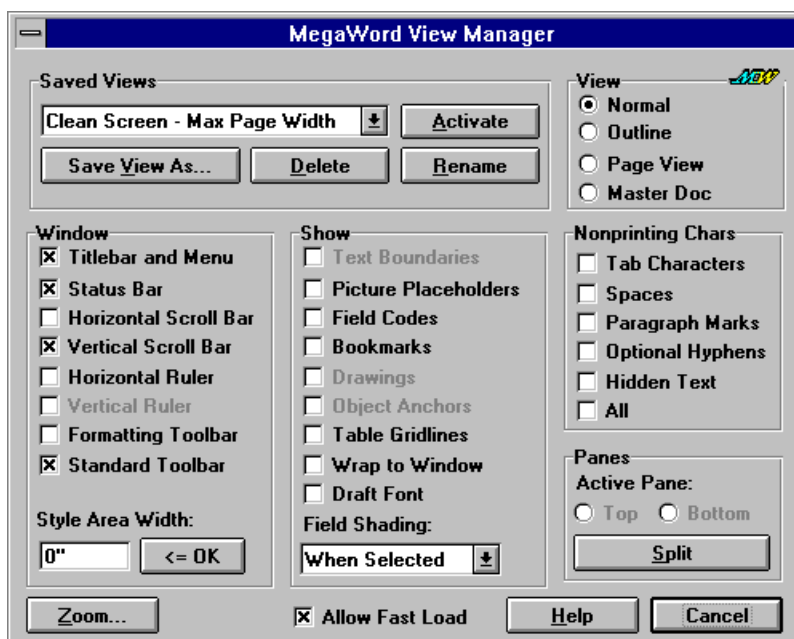 MegaWord View Manager
Saved Views
Clean Screen - Max Page Width
Activate
Save View As...
Delete
Rename
View
NEW
Normal
Outline
Page View
Master Doc
Window
Titlebar and Menu
Status Bar
Horizontal Scroll Bar
Vertical Scroll Bar
Horizontal Ruler
Vertical Ruler
Formatting Toolbar
Standard Toolbar
Style Area Width:
0"
<= OK
Show
Text Boundaries
Picture Placeholders
Field Codes
Bookmarks
Drawings
Object Anchors
Table Gridlines
Wrap to Window
Draft Font
Field Shading:
When Selected
Nonprinting Chars
Tab Characters
Spaces
Paragraph Marks
Optional Hyphens
Hidden Text
All
Panes
Active Pane:
Top
Bottom
Split
Zoom...
Allow Fast Load
Help
Cancel